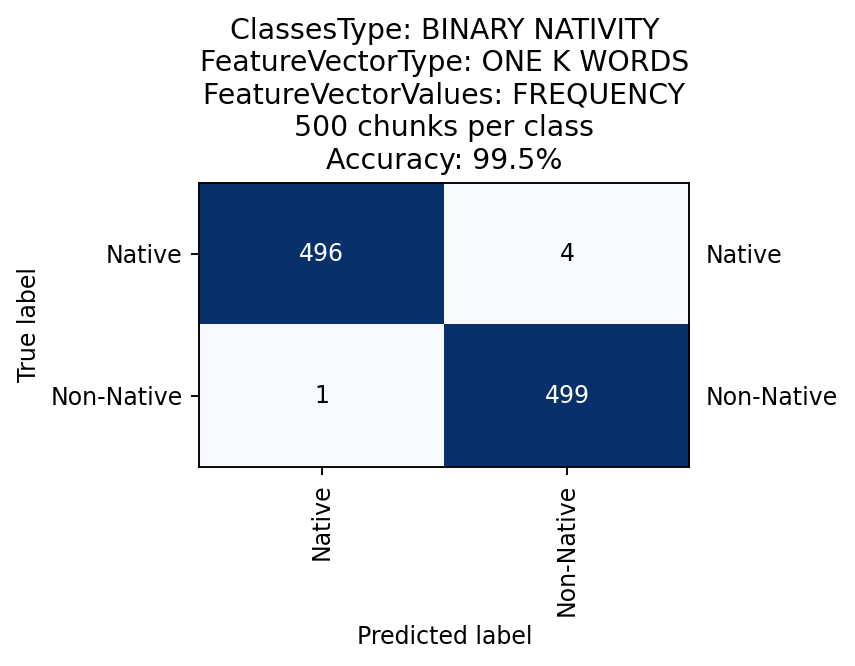 ClassesType: BINARY NATIVITY
FeatureVectorType: ONE K WORDS
FeatureVectorValues: FREQUENCY
500 chunks per class
Accuracy: 99.5%
True label
Native 496 4 Native
Non-Native 1 499 Non-Native
Native Non-Native
Predicted label